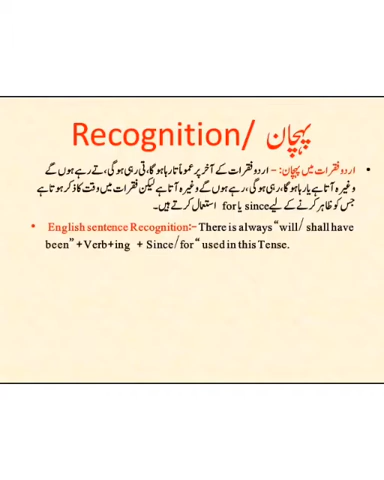 Recognition/ پہچان
• اردو فقرات میں پہچان: – اردو فقرات کے آخر پر عموماً تا رہا ہو گا، تی رہی ہو گی، تے رہے ہوں گے
وغیرہ آتا ہے یا رہا ہو گا، رہی ہو گی، رہے ہوں گے وغیرہ آتا ہے لیکن فقرات میں وقت کا ذکر ہوتا ہے
جس کو ظاہر کرنے کے لیے since یا for استعمال کرتے ہیں۔
• English sentence Recognition:- There is always “will/ shall have
been” +Verb+ing + Since/for“ used in this Tense.